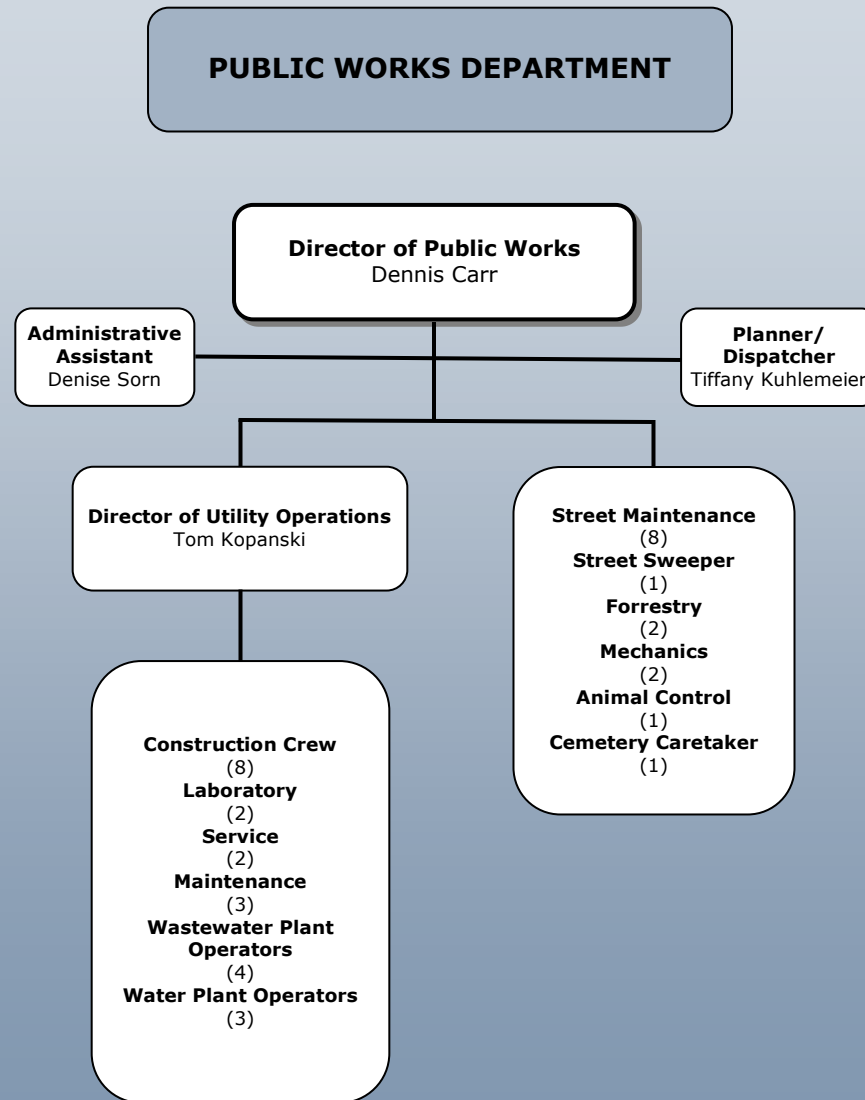 PUBLIC WORKS DEPARTMENT
Director of Public Works
Dennis Carr
Administrative
Assistant
Denise Sorn
Planner/
Dispatcher
Tiffany Kuhlemeier
Director of Utility Operations
Tom Kopanski
Street Maintenance
(8)
Street Sweeper
(1)
Forrestry
(2)
Mechanics
(2)
Animal Control
(1)
Cemetery Caretaker
(1)
Construction Crew
(8)
Laboratory
(2)
Service
(2)
Maintenance
(3)
Wastewater Plant
Operators
(4)
Water Plant Operators
(3)